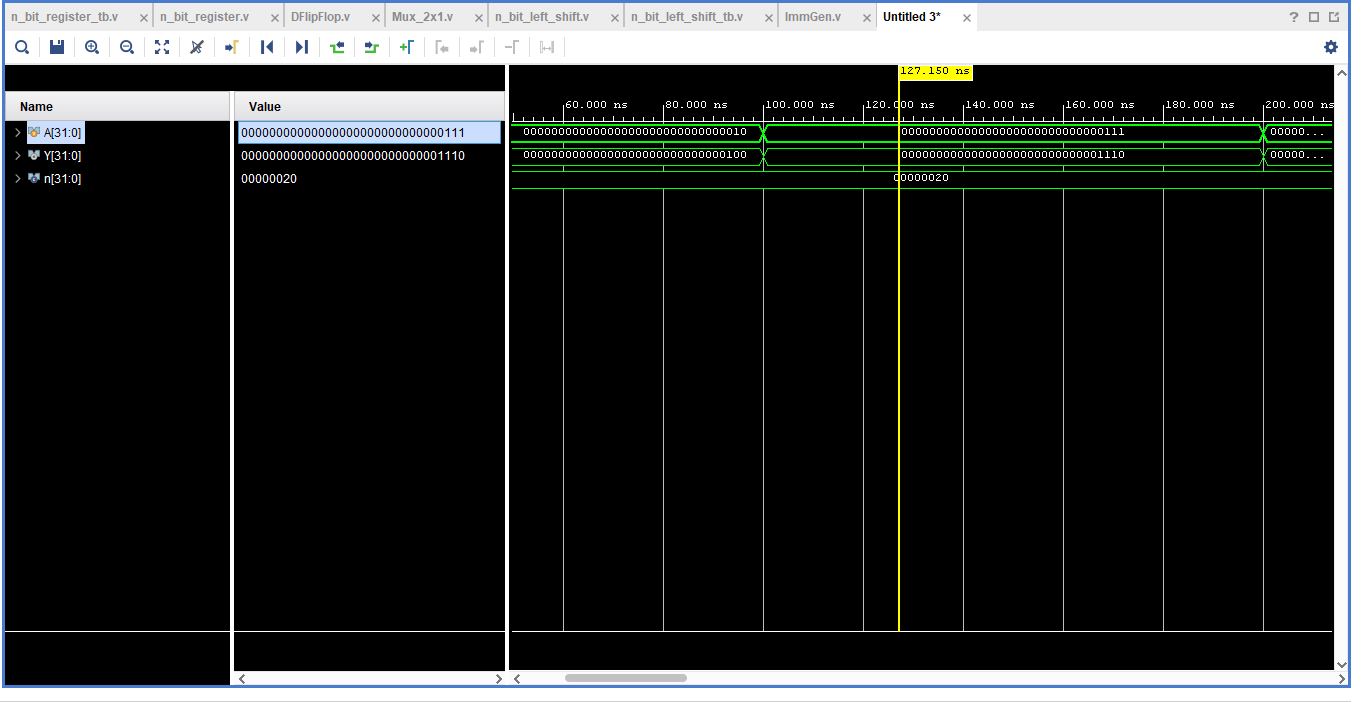 n_bit_register_tb.v × n_bit_register.v × DFlipFlop.v × Mux_2x1.v × n_bit_left_shift.v × n_bit_left_shift_tb.v × ImmGen.v × Untitled 3* × ?
127.150 ns
Name Value 60.000 ns 80.000 ns 100.000 ns 120.000 ns 140.000 ns 160.000 ns 180.000 ns 200.000 ns
A[31:0] 00000000000000000000000000000111 00000000000000000000000000000010 00000000000000000000000000000111 00000...
Y[31:0] 00000000000000000000000000001110 00000000000000000000000000000100 00000000000000000000000000001110 00000...
n[31:0] 00000020 00000020